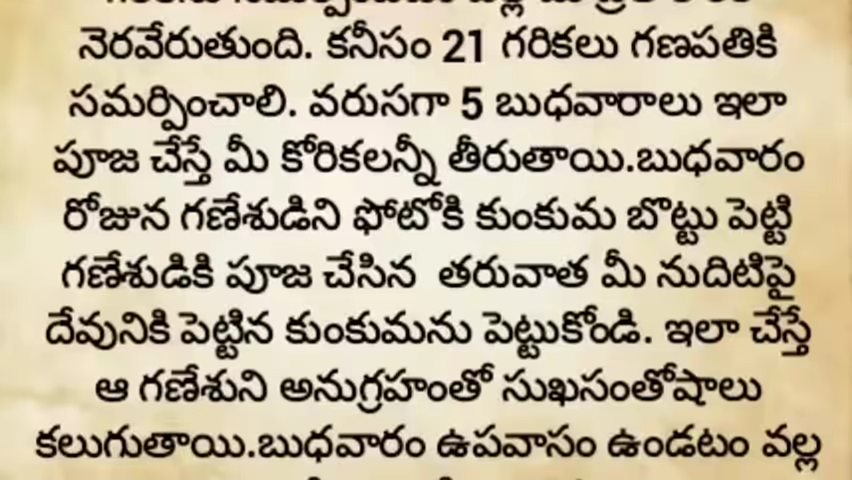 నెరవేరుతుంది. కనీసం 21 గరికలు గణపతికి
సమర్పించాలి. వరుసగా 5 బుధవారాలు ఇలా
పూజ చేస్తే మీ కోరికలన్నీ తీరుతాయి.బుధవారం
రోజున గణేశుడిని ఫోటోకి కుంకుమ బొట్టు పెట్టి
గణేశుడికి పూజ చేసిన తరువాత మీ నుదిటిపై
దేవునికి పెట్టిన కుంకుమను పెట్టుకోండి. ఇలా చేస్తే
ఆ గణేశుని అనుగ్రహంతో సుఖసంతోషాలు
కలుగుతాయి.బుధవారం ఉపవాసం ఉండటం వల్ల